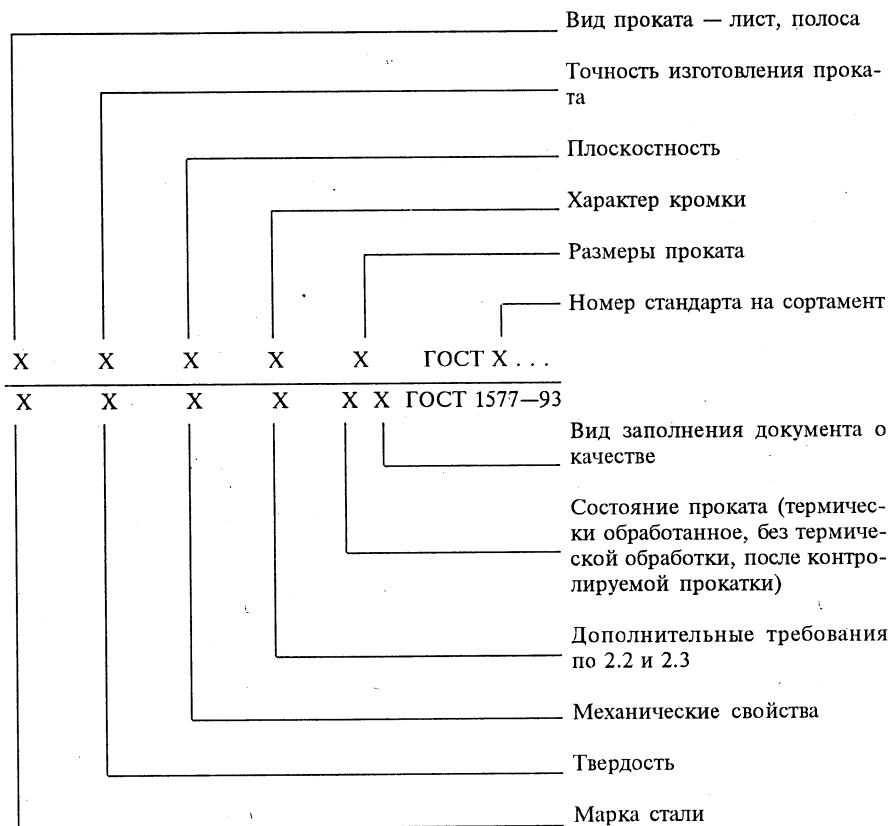 Вид проката — лист, полоса
Точность изготовления прока-
та
Плоскостность
Характер кромки
Размеры проката
Номер стандарта на сортамент
X X X X X ГОСТ X . . .
X X X X X X ГОСТ 1577—93
Вид заполнения документа о
качестве
Состояние проката (термичес-
ки обработанное, без термиче-
ской обработки, после контро-
лируемой прокатки)
Дополнительные требования
по 2.2 и 2.3
Механические свойства
Твердость
Марка стали